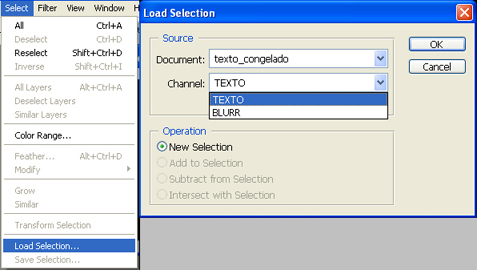 Select Filter View Window H
All Ctrl+A
Deselect Ctrl+D
Reselect Shift+Ctrl+D
Inverse Shift+Ctrl+I
All Layers Alt+Ctrl+A
Deselect Layers
Similar Layers
Color Range...
Feather... Alt+Ctrl+D
Modify
Grow
Similar
Transform Selection
Load Selection...
Save Selection...
Load Selection
Source
Document: texto_congelado
Channel: TEXTO
TEXTO
BLURR
Operation
New Selection
Add to Selection
Subtract from Selection
Intersect with Selection
OK
Cancel